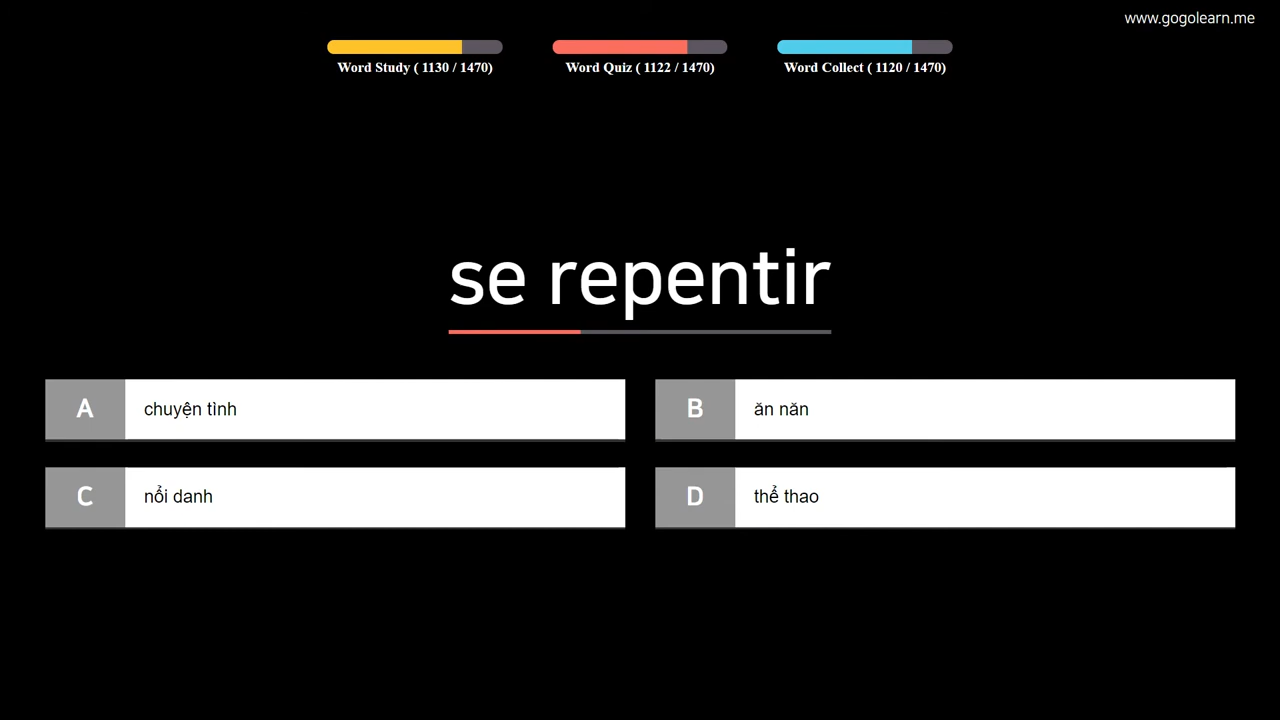 www.gogolearn.me
Word Study ( 1130 / 1470)
Word Quiz ( 1122 / 1470)
Word Collect ( 1120 / 1470)
se repentir
A chuyện tình
B ăn năn
C nổi danh
D thể thao